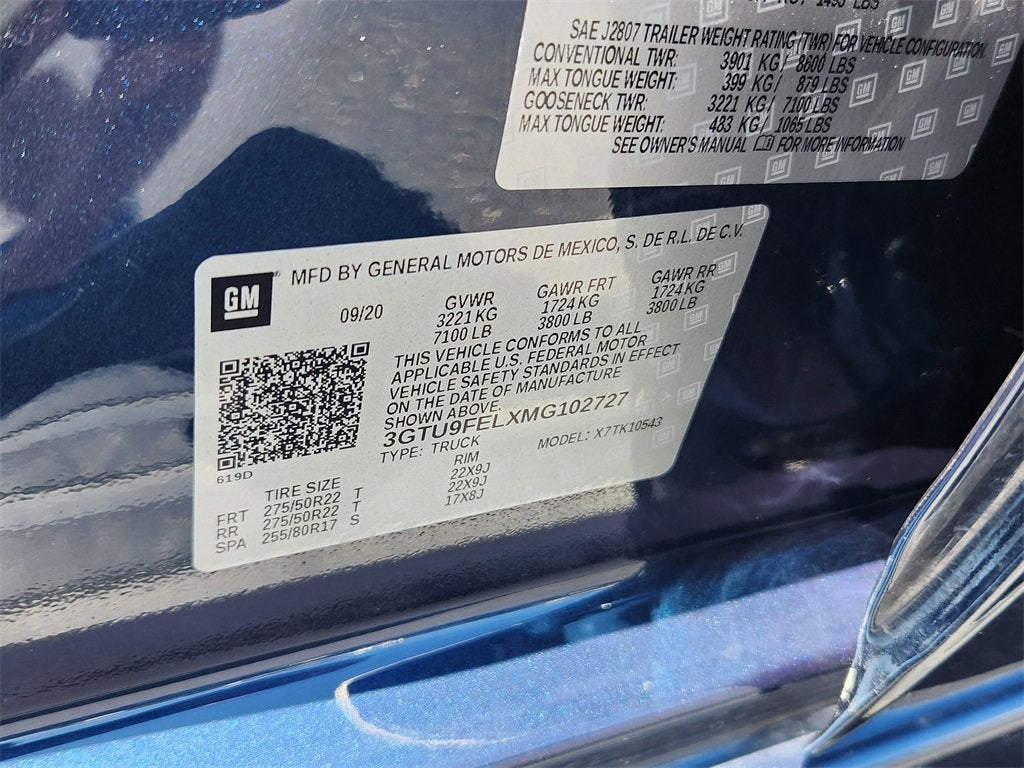 1495 LBS
SAE J2807 TRAILER WEIGHT RATING (TWR) FOR VEHICLE CONFIGURATION.
CONVENTIONAL TWR: 3901 KG / 8600 LBS
MAX TONGUE WEIGHT: 399 KG / 879 LBS
GOOSENECK TWR: 3221 KG / 7100 LBS
MAX TONGUE WEIGHT: 483 KG / 1065 LBS
SEE OWNER'S MANUAL FOR MORE INFORMATION
GM
MFD BY GENERAL MOTORS DE MEXICO, S. DE R.L. DE C.V.
09/20
GVWR GAWR FRT GAWR RR
3221 KG 1724 KG 1724 KG
7100 LB 3800 LB 3800 LB
THIS VEHICLE CONFORMS TO ALL
APPLICABLE U.S. FEDERAL MOTOR
VEHICLE SAFETY STANDARDS IN EFFECT
ON THE DATE OF MANUFACTURE
SHOWN ABOVE.
3GTU9FELXMG102727
TYPE: TRUCK MODEL: X7TK10543
619D
TIRE SIZE RIM
FRT 275/50R22 T 22X9J
RR 275/50R22 T 22X9J
SPA 255/80R17 S 17X8J